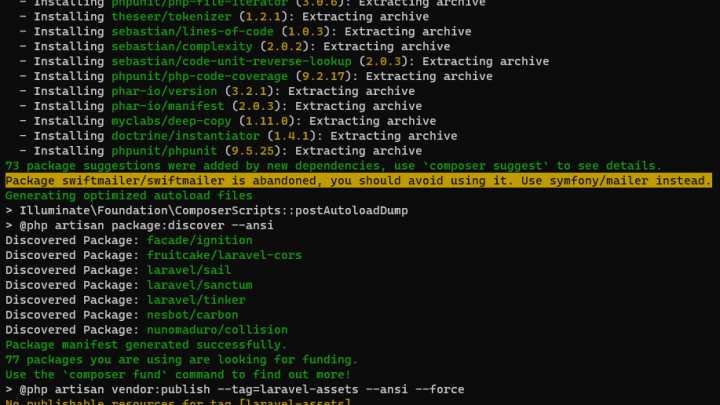 - Installing phpunit/php-file-iterator (3.0.6): Extracting archive
- Installing theseer/tokenizer (1.2.1): Extracting archive
- Installing sebastian/lines-of-code (1.0.3): Extracting archive
- Installing sebastian/complexity (2.0.2): Extracting archive
- Installing sebastian/code-unit-reverse-lookup (2.0.3): Extracting archive
- Installing phpunit/php-code-coverage (9.2.17): Extracting archive
- Installing phar-io/version (3.2.1): Extracting archive
- Installing phar-io/manifest (2.0.3): Extracting archive
- Installing myclabs/deep-copy (1.11.0): Extracting archive
- Installing doctrine/instantiator (1.4.1): Extracting archive
- Installing phpunit/phpunit (9.5.25): Extracting archive
73 package suggestions were added by new dependencies, use `composer suggest` to see details.
Package swiftmailer/swiftmailer is abandoned, you should avoid using it. Use symfony/mailer instead.
Generating optimized autoload files
> Illuminate\Foundation\ComposerScripts::postAutoloadDump
> @php artisan package:discover --ansi
Discovered Package: facade/ignition
Discovered Package: fruitcake/laravel-cors
Discovered Package: laravel/sail
Discovered Package: laravel/sanctum
Discovered Package: laravel/tinker
Discovered Package: nesbot/carbon
Discovered Package: nunomaduro/collision
Package manifest generated successfully.
77 packages you are using are looking for funding.
Use the `composer fund` command to find out more!
> @php artisan vendor:publish --tag=laravel-assets --ansi --force
No publishable resources for tag [laravel-assets].